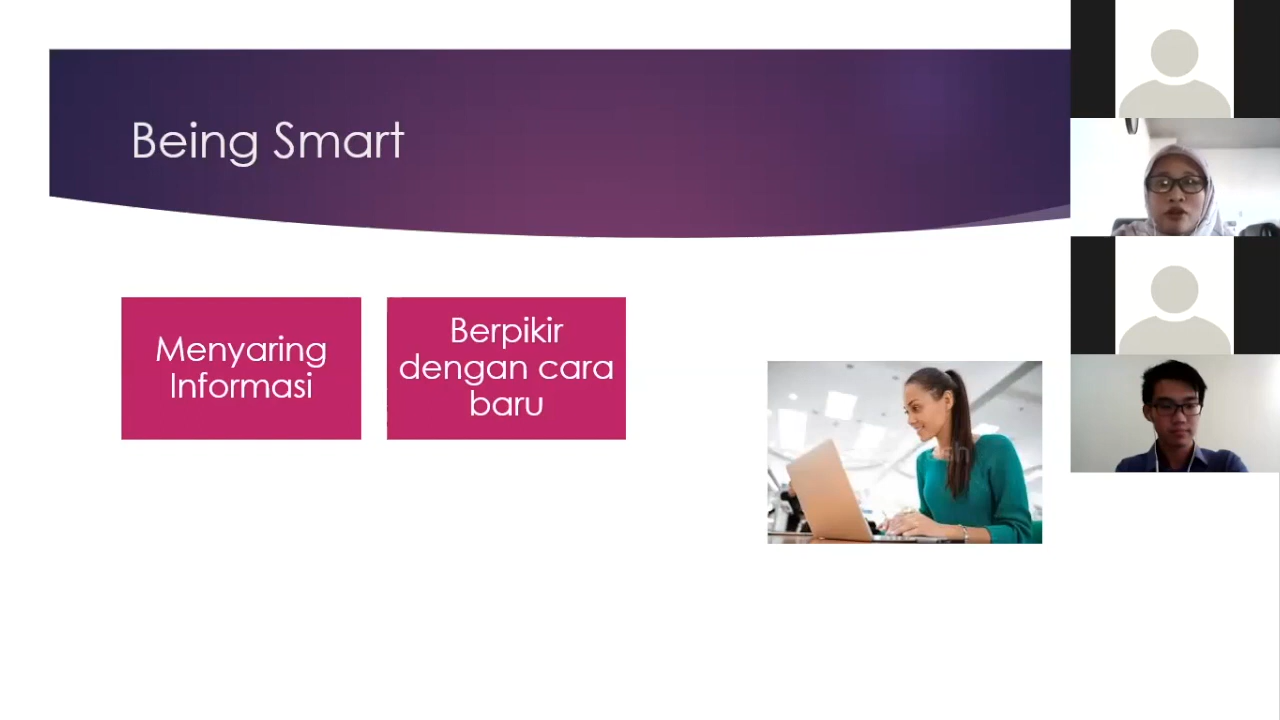 Being Smart
Menyaring
Informasi
Berpikir
dengan cara
baru